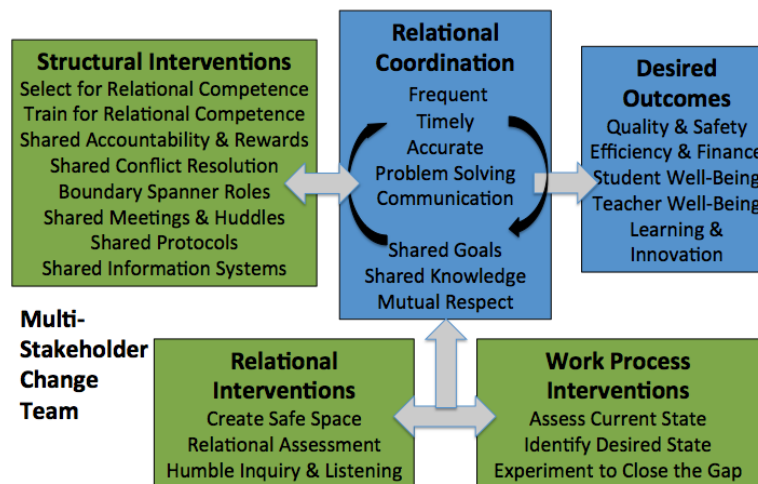 Structural Interventions
Select for Relational Competence
Train for Relational Competence
Shared Accountability & Rewards
Shared Conflict Resolution
Boundary Spanner Roles
Shared Meetings & Huddles
Shared Protocols
Shared Information Systems
Relational
Coordination
Frequent
Timely
Accurate
Problem Solving
Communication
Shared Goals
Shared Knowledge
Mutual Respect
Desired
Outcomes
Quality & Safety
Efficiency & Finance
Student Well-Being
Teacher Well-Being
Learning &
Innovation
Multi-
Stakeholder
Change
Team
Relational
Interventions
Create Safe Space
Relational Assessment
Humble Inquiry & Listening
Work Process
Interventions
Assess Current State
Identify Desired State
Experiment to Close the Gap